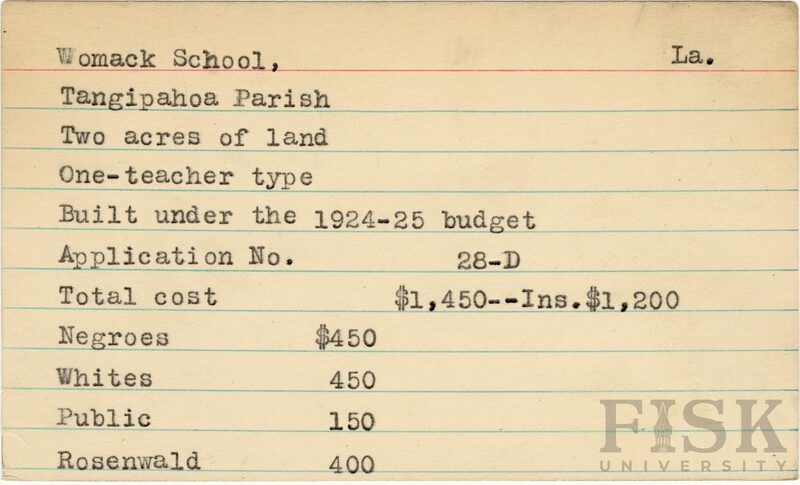 Womack School, La.
Tangipahoa Parish
Two acres of land
One-teacher type
Built under the 1924-25 budget
Application No. 28-D
Total cost $1,450--Ins.$1,200
Negroes $450
Whites 450
Public 150
Rosenwald 400
FISK
UNIVERSITY